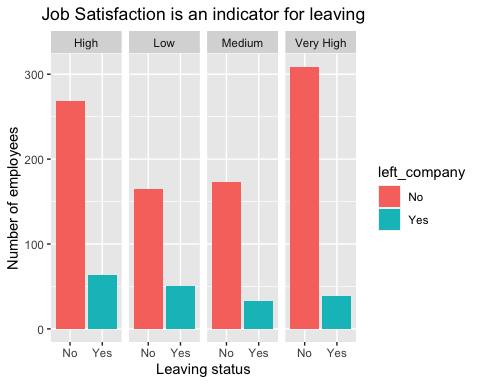 Job Satisfaction is an indicator for leaving
High Low Medium Very High
Number of employees
300
200
100
0
No Yes No Yes No Yes No Yes
Leaving status
left_company
No
Yes